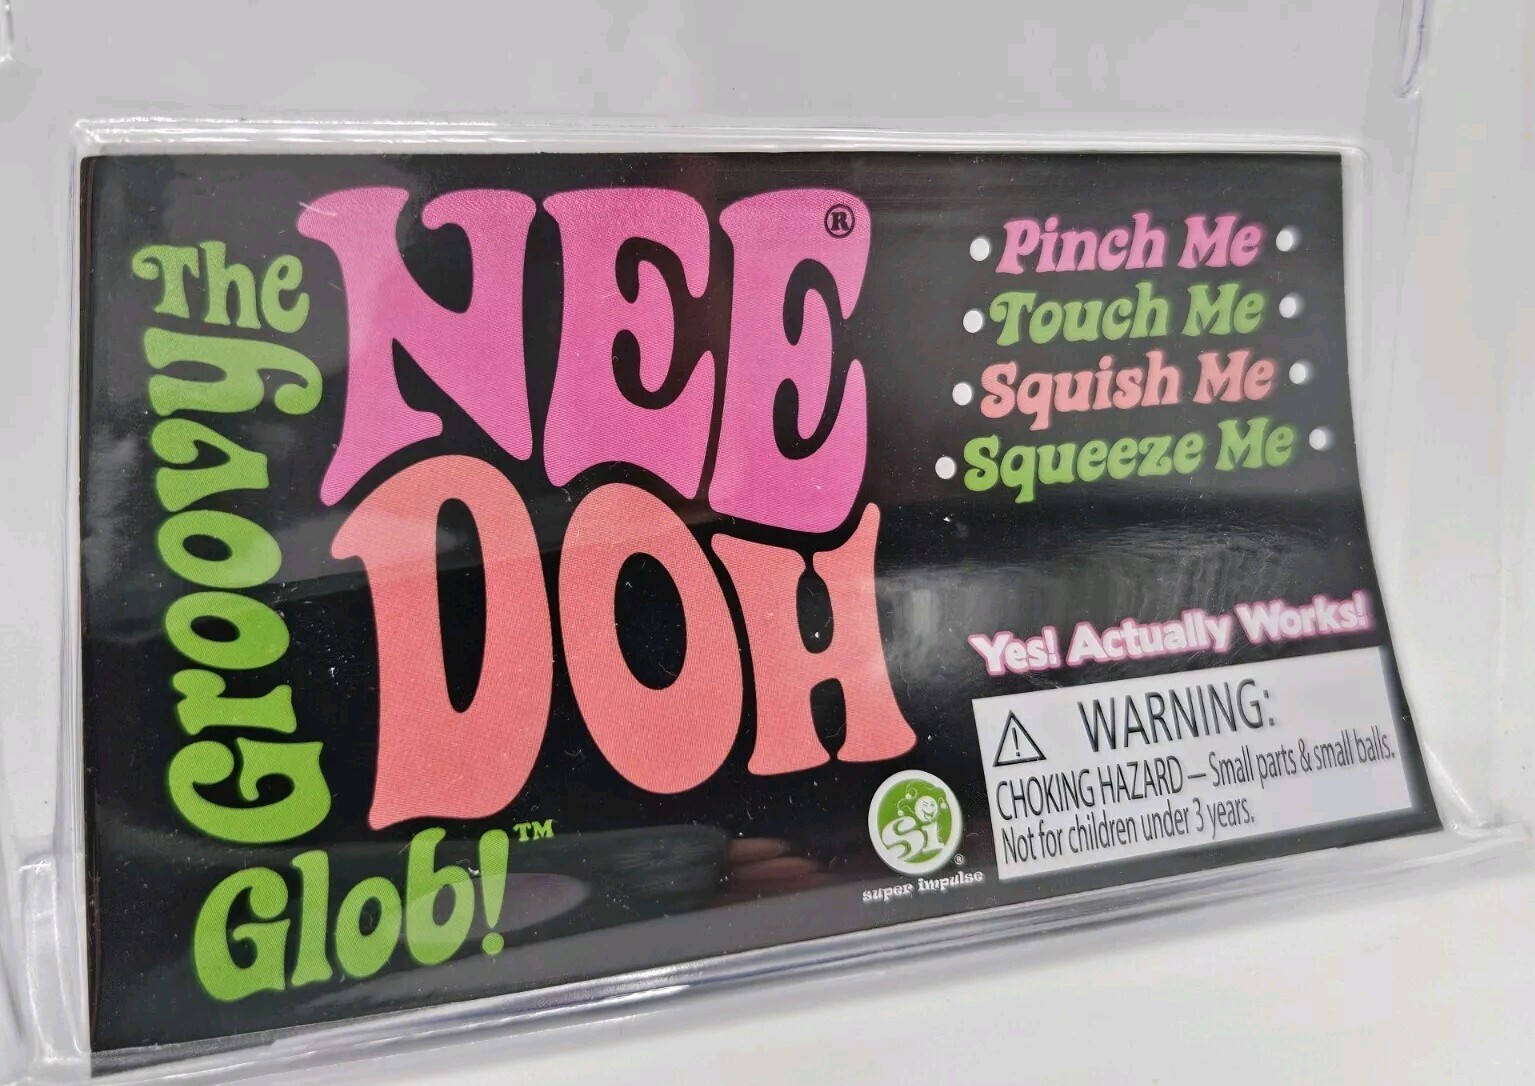 The
Groovy
Glob!™
NEE®
DOH
• Pinch Me •
• Touch Me •
• Squish Me •
• Squeeze Me •
Yes! Actually Works!
WARNING:
CHOKING HAZARD – Small parts & small balls.
Not for children under 3 years.
Si®
super impulse